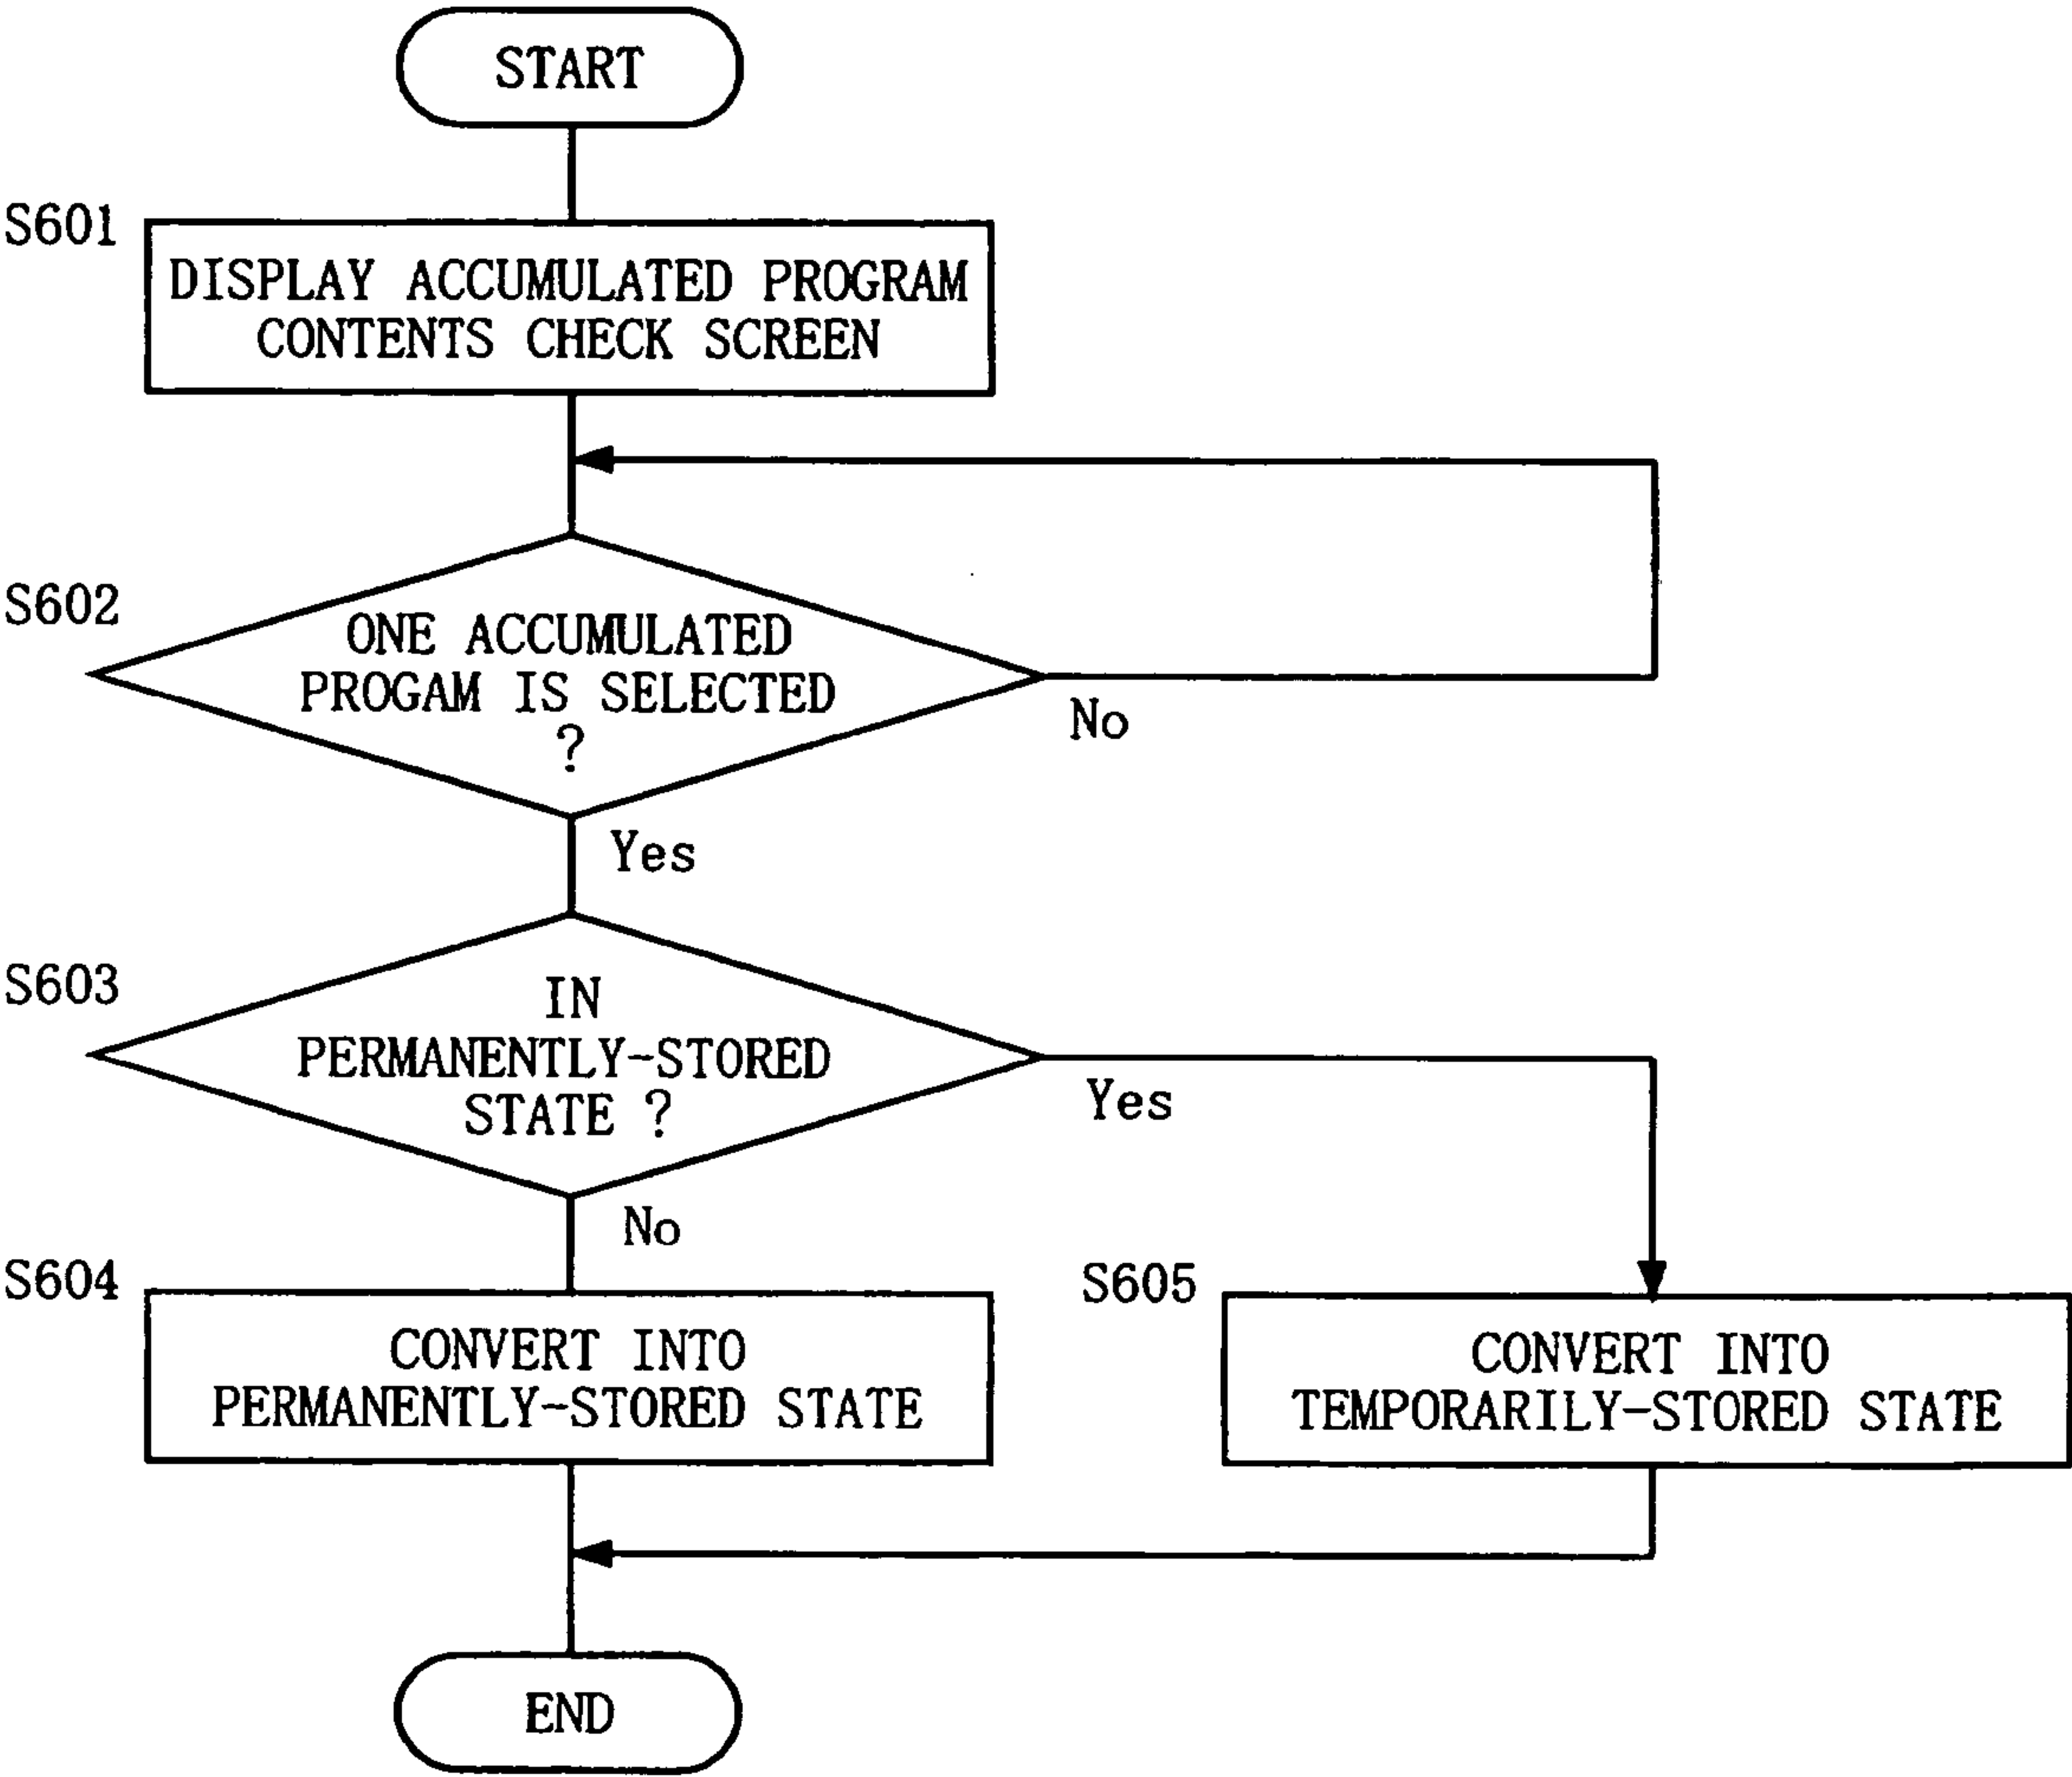 START
S601
DISPLAY ACCUMULATED PROGRAM
CONTENTS CHECK SCREEN
S602
ONE ACCUMULATED
PROGAM IS SELECTED
?
No
Yes
S603
IN
PERMANENTLY-STORED
STATE ?
Yes
No
S604
CONVERT INTO
PERMANENTLY-STORED STATE
S605
CONVERT INTO
TEMPORARILY-STORED STATE
END